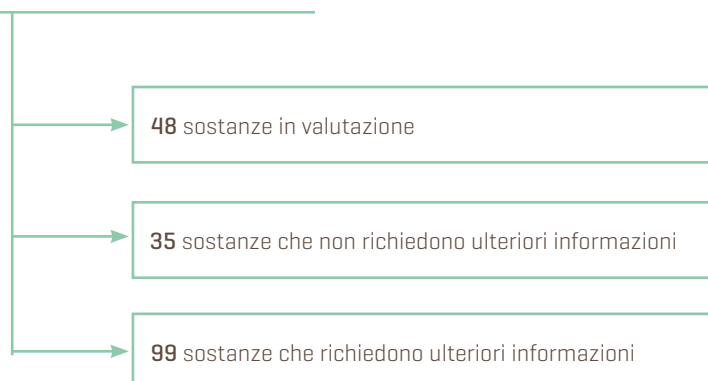 48 sostanze in valutazione
35 sostanze che non richiedono ulteriori informazioni
99 sostanze che richiedono ulteriori informazioni